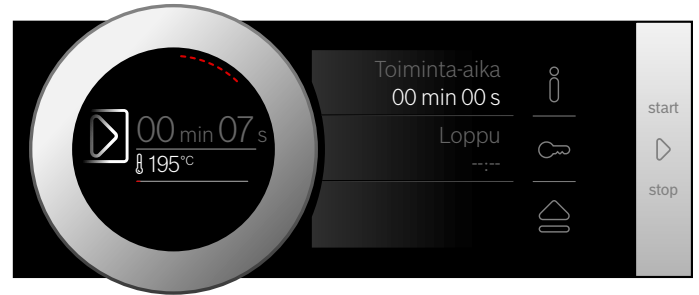 00 min 07 s
195°C
Toiminta-aika
00 min 00 s
Loppu
--:--
start
stop